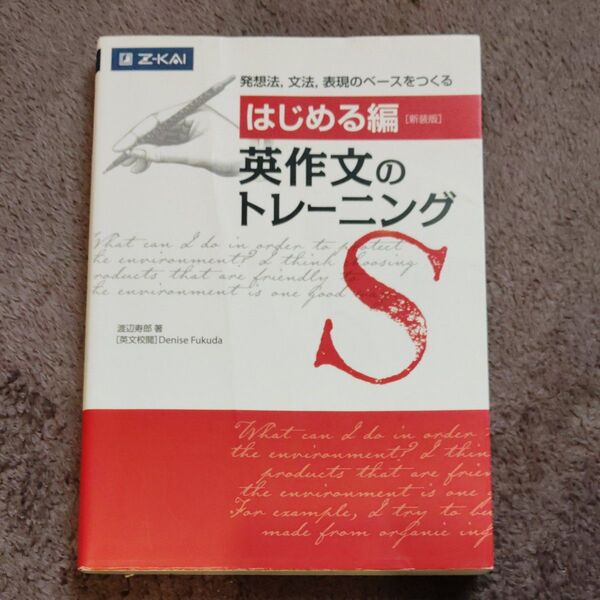 Z-KAI
発想法, 文法, 表現のベースをつくる
はじめる編 [新装版]
英作文の
トレーニング
S
What can I do in order to protect
the environment? I think choosing
products that are friendly to
the environment is one good
渡辺寿郎 著
[英文校閲] Denise Fukuda
What can I do in order
the environment? I thin
products that are frien
the environment is one
For example, I try to bu
made from organic ing